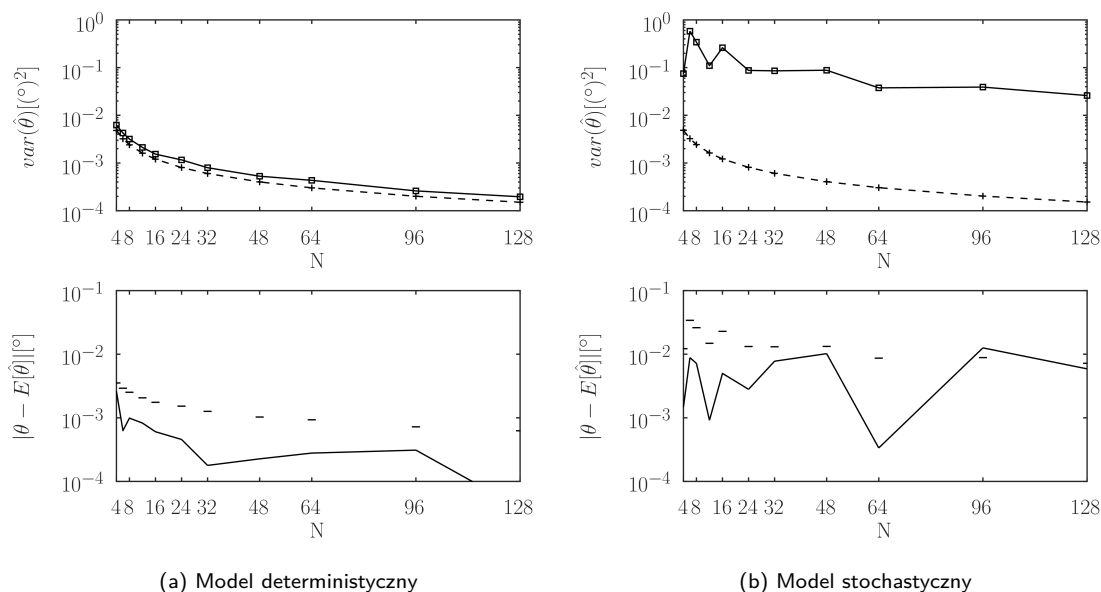 10^0
10^{-1}
10^{-2}
10^{-3}
10^{-4}
var(\hat{θ})[(°)^2]
4 8 16 24 32 48 64 96 128
N
10^0
10^{-1}
10^{-2}
10^{-3}
10^{-4}
var(\hat{θ})[(°)^2]
4 8 16 24 32 48 64 96 128
N
10^{-1}
10^{-2}
10^{-3}
10^{-4}
|θ − E[\hat{θ}]|[°]
4 8 16 24 32 48 64 96 128
N
10^{-1}
10^{-2}
10^{-3}
10^{-4}
|θ − E[\hat{θ}]|[°]
4 8 16 24 32 48 64 96 128
N
(a) Model deterministyczny
(b) Model stochastyczny